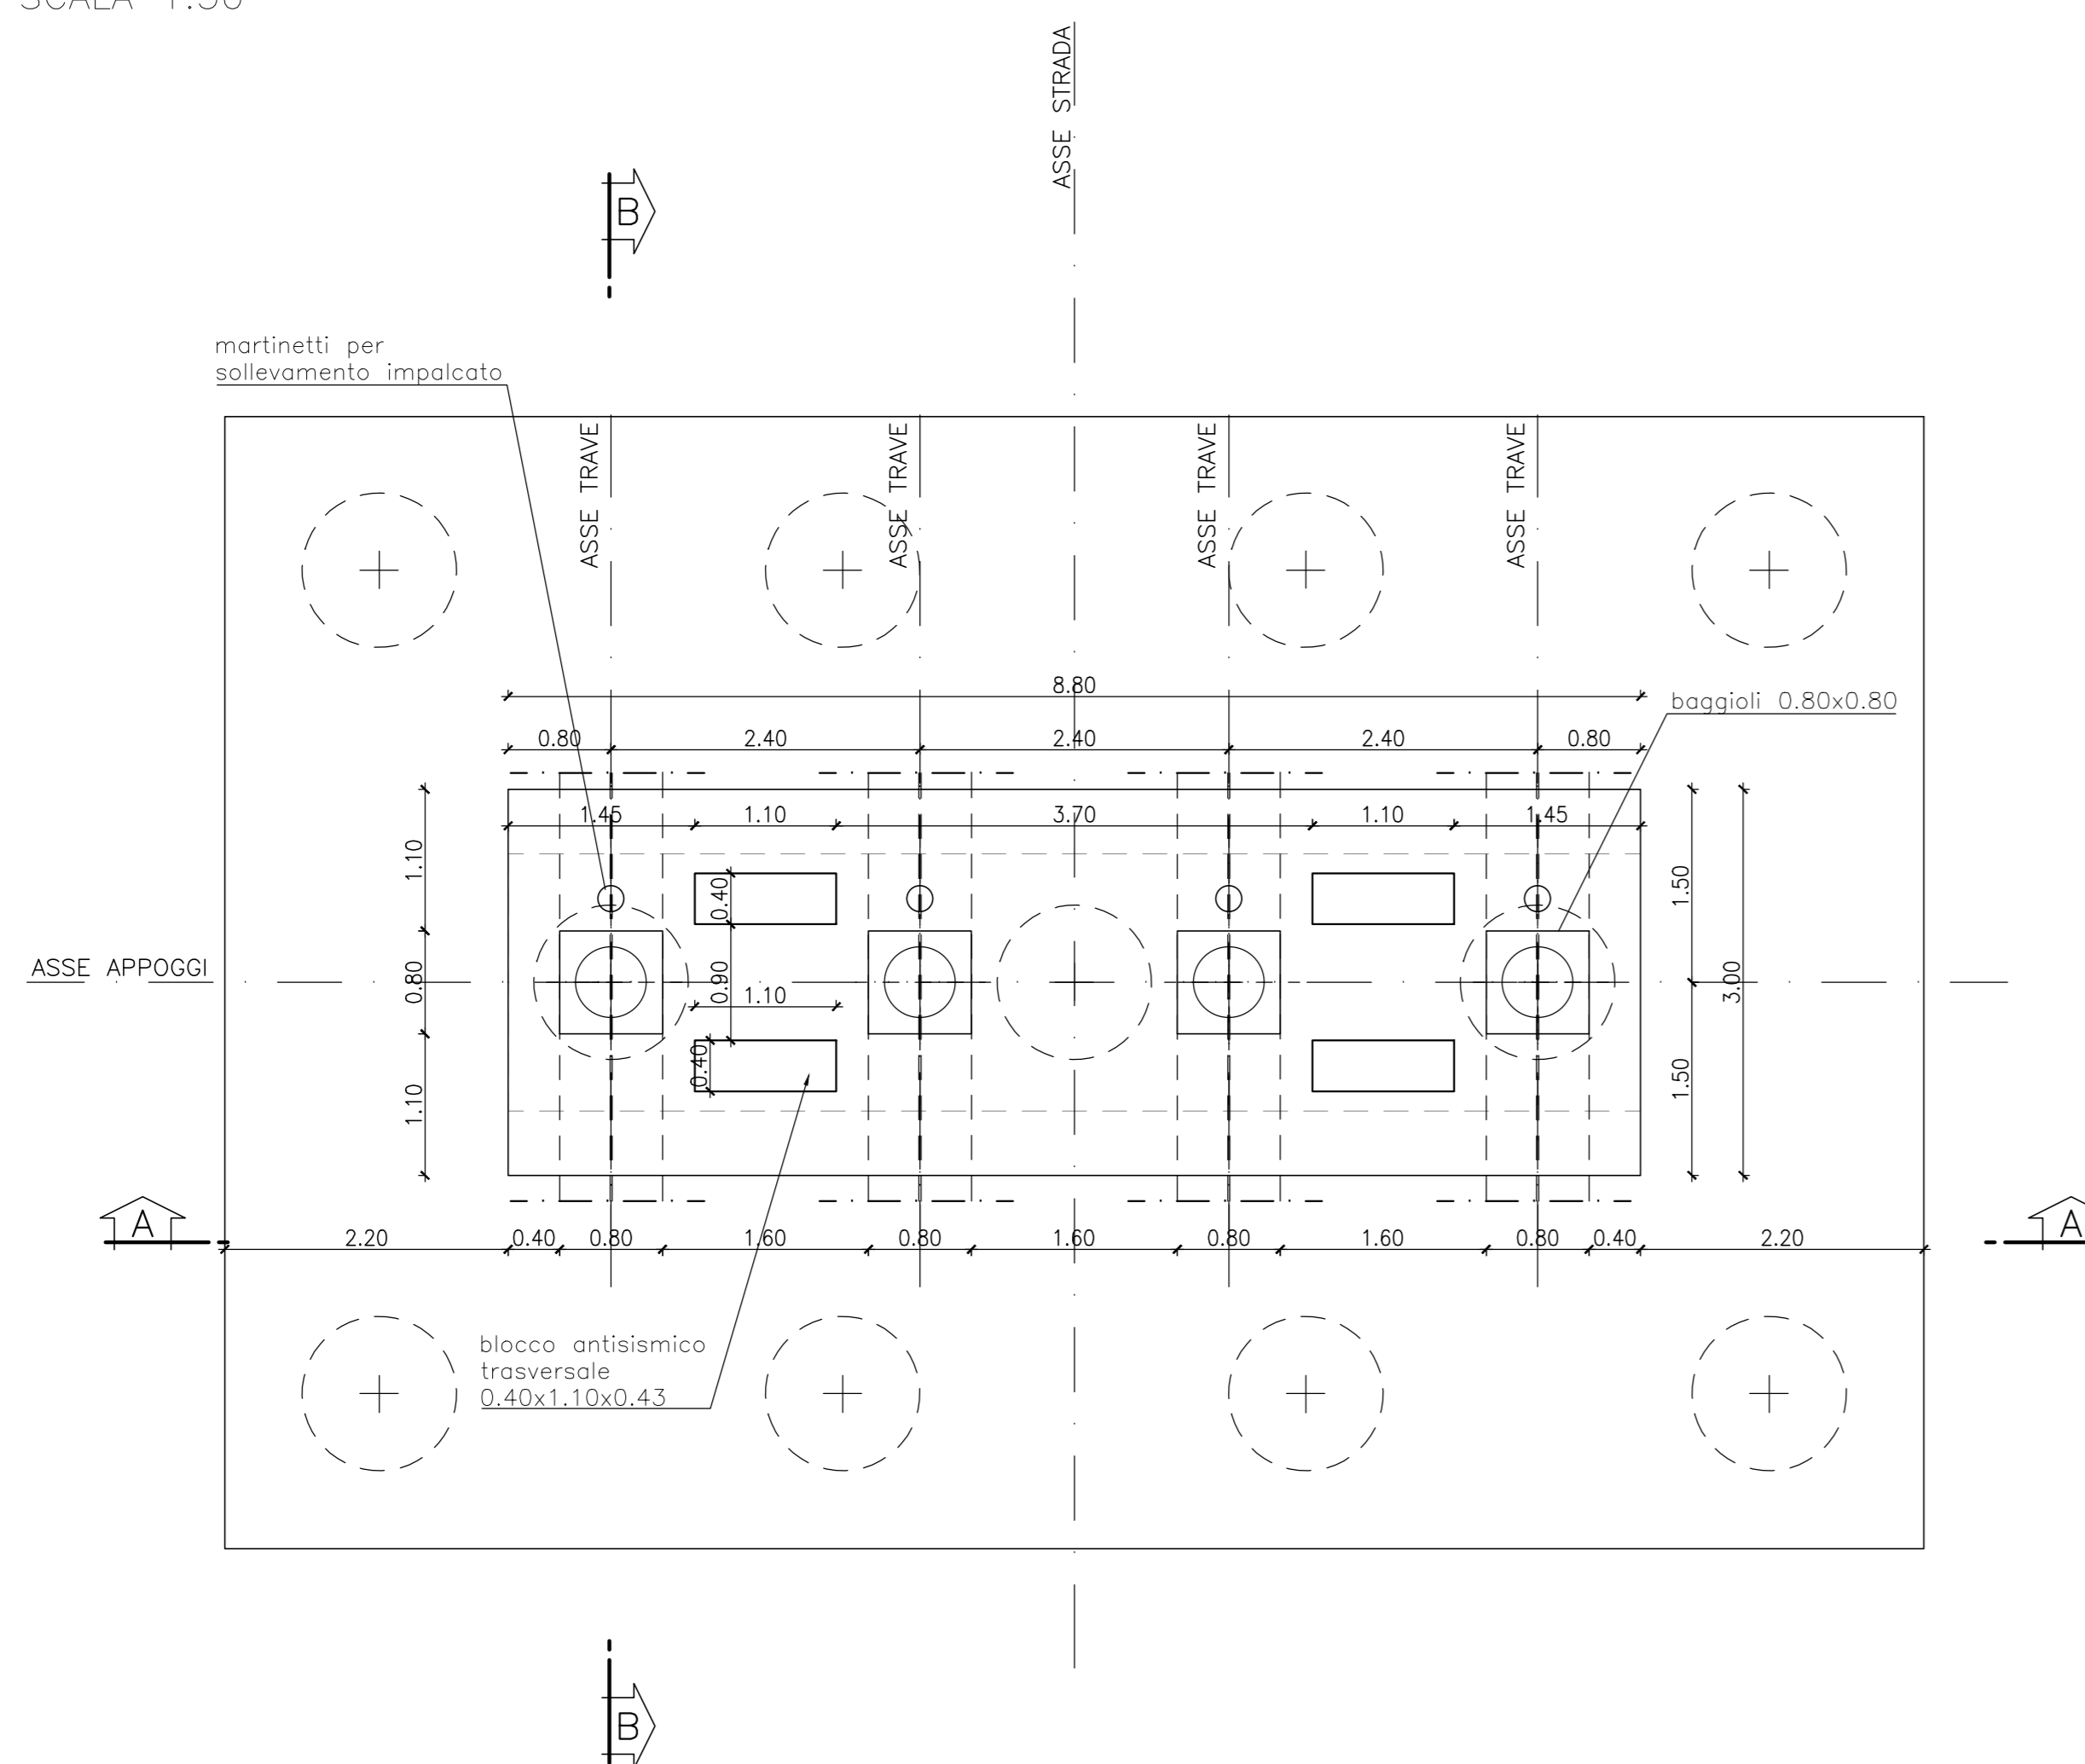 ASSE STRADA
B
martinetti per
sollevamento impalcato
ASSE TRAVE
ASSE TRAVE
ASSE TRAVE
ASSE TRAVE
8.80
baggioli 0.80x0.80
0.80 2.40 2.40 2.40 0.80
1.45 1.10 3.70 1.10 1.45
1.10
0.40
1.50
ASSE APPOGGI
0.80
0.90
1.10
3.00
0.40
1.10
1.50
A
A
2.20 0.40 0.80 1.60 0.80 1.60 0.80 1.60 0.80 0.40 2.20
blocco antisismico
trasversale
0.40x1.10x0.43
B